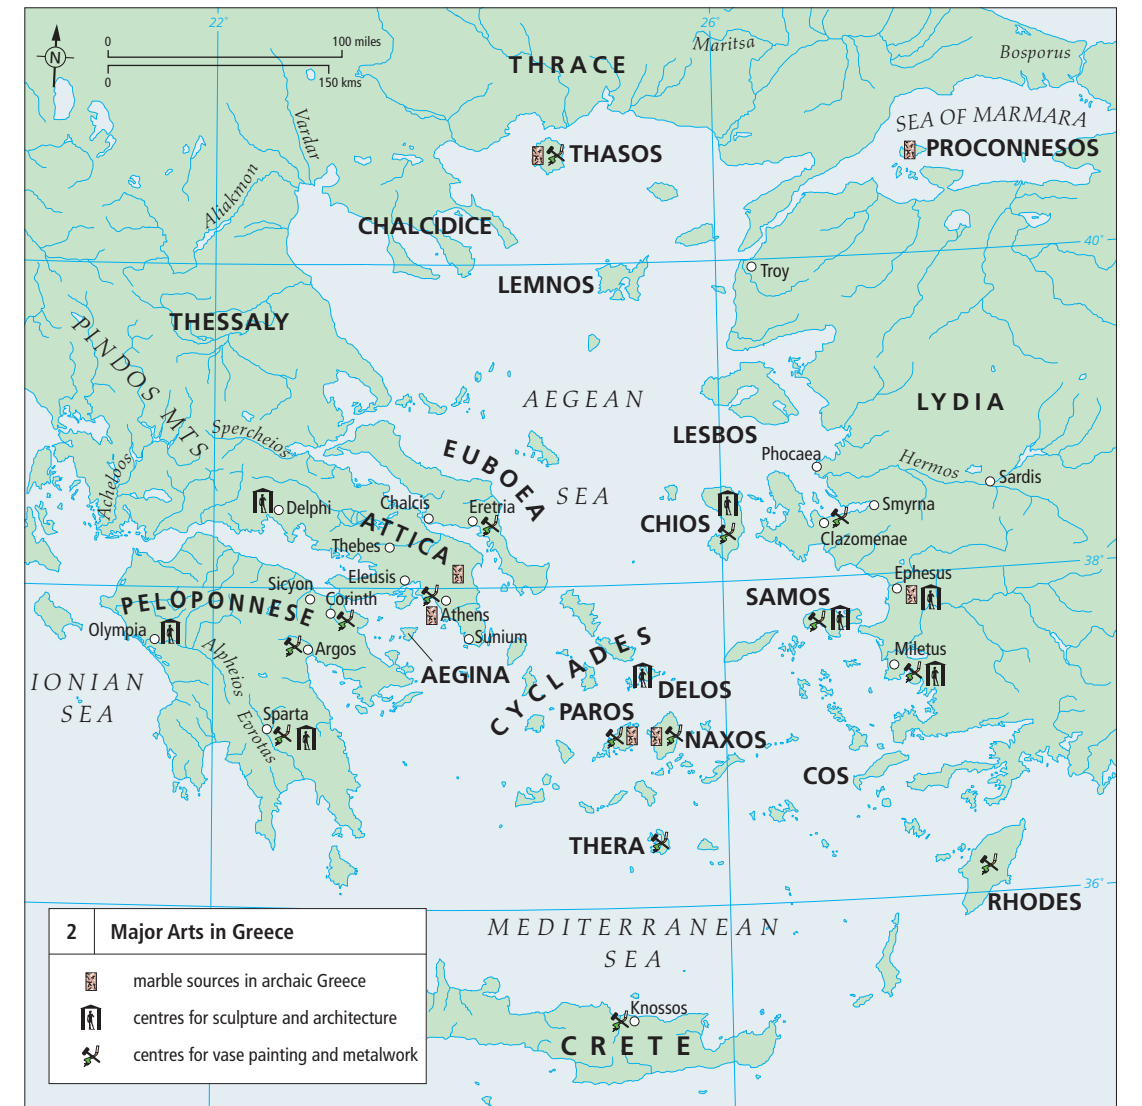 22°
26°
Maritsa
Bosporus
N
0
100 miles
0
150 kms
THRACE
SEA OF MARMARA
PROCONNESOS
THASOS
Vardar
Aliakmon
CHALCIDICE
40°
LEMNOS
Troy
THESSALY
PINDOS MTS
AEGEAN
SEA
LYDIA
LESBOS
Spercheios
EUBOEA
Phocaea
Hermos
Sardis
Acheloos
Delphi
Chalcis
Eretria
ATTICA
CHIOS
Smyrna
Clazomenae
Thebes
38°
Eleusis
Sicyon
Corinth
PELOPONNESE
Athens
Ephesus
SAMOS
Olympia
Sunium
Argos
Alpheios
AEGINA
Miletus
CYCLADES
IONIAN
SEA
DELOS
PAROS
NAXOS
Sparta
Evrotas
COS
THERA
36°
RHODES
MEDITERRANEAN
SEA
Knossos
CRETE
2
Major Arts in Greece
marble sources in archaic Greece
centres for sculpture and architecture
centres for vase painting and metalwork